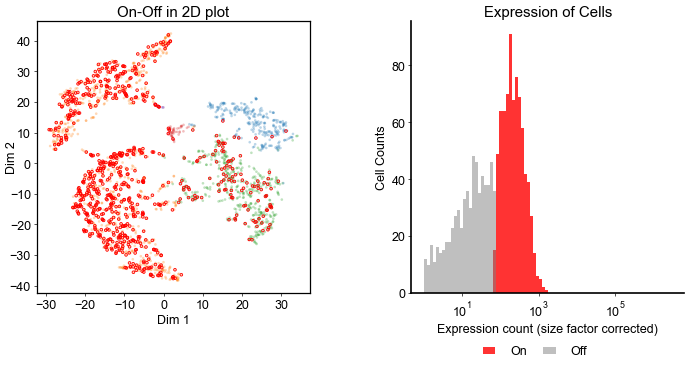 On-Off in 2D plot
Expression of Cells
Dim 2
40
30
20
10
0
−10
−20
−30
−40
−30 −20 −10 0 10 20 30
Dim 1
Cell Counts
80
60
40
20
0
10^1 10^3 10^5
Expression count (size factor corrected)
On Off